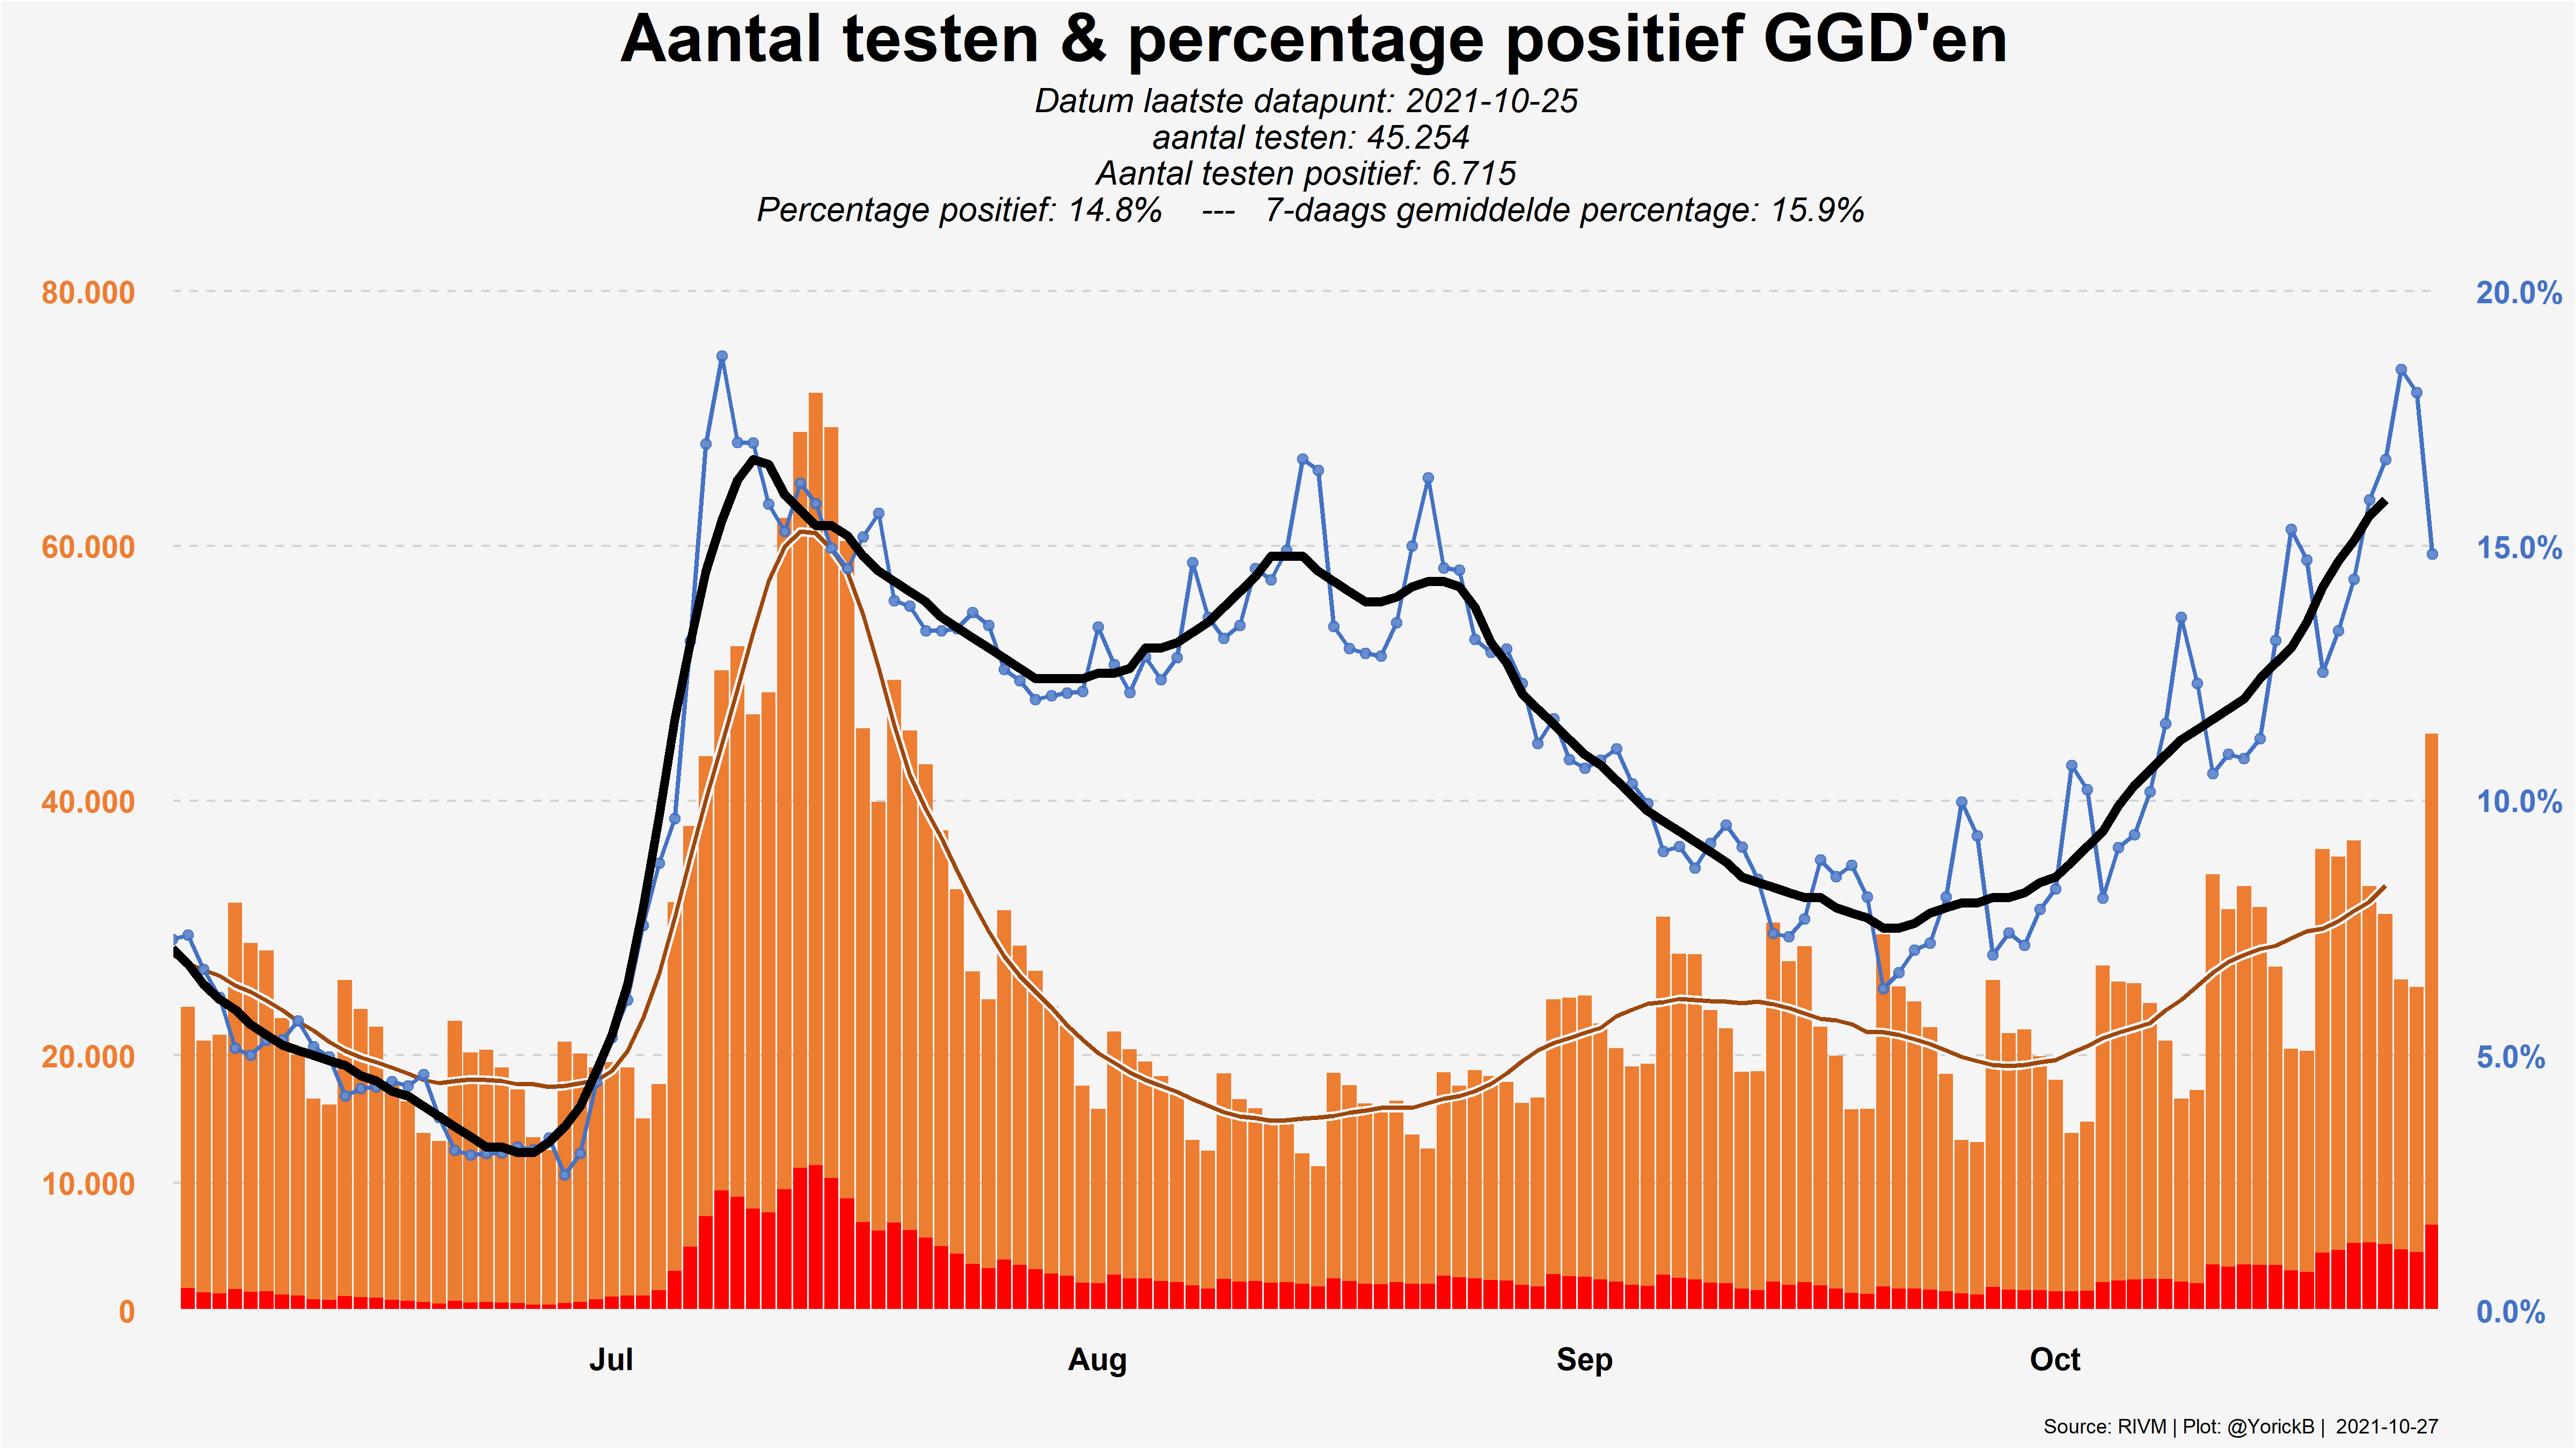 Aantal testen & percentage positief GGD'en
Datum laatste datapunt: 2021-10-25
aantal testen: 45.254
Aantal testen positief: 6.715
Percentage positief: 14.8% --- 7-daags gemiddelde percentage: 15.9%
80.000
20.0%
60.000
15.0%
40.000
10.0%
20.000
5.0%
10.000
0
0.0%
Jul
Aug
Sep
Oct
Source: RIVM | Plot: @YorickB | 2021-10-27